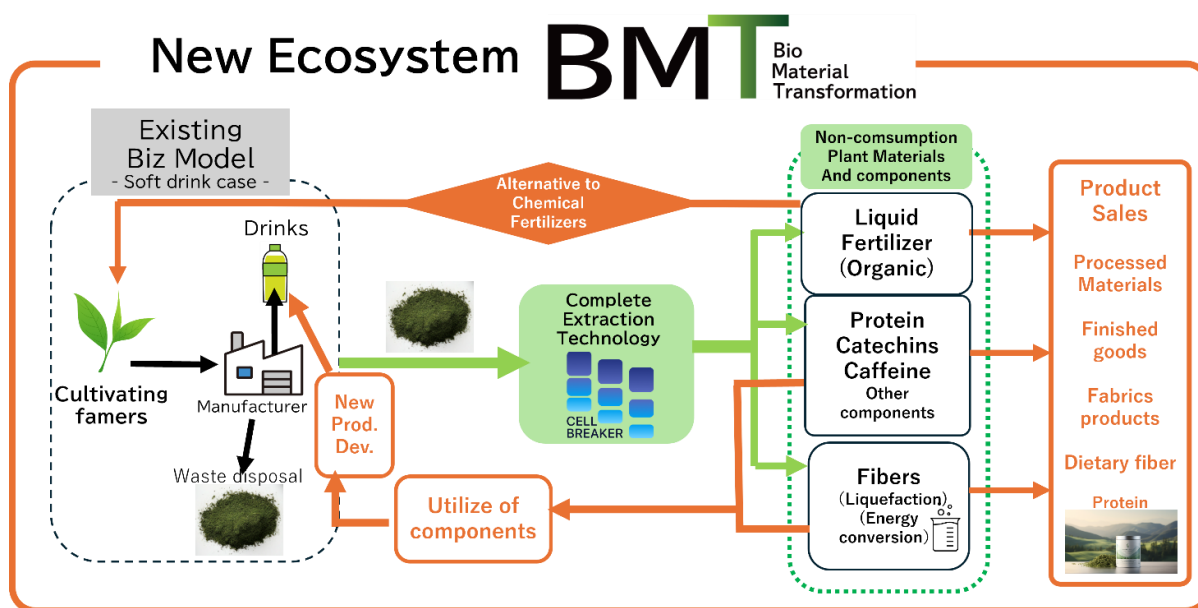 New Ecosystem
BMT
Bio
Material
Transformation
Existing
Biz Model
- Soft drink case -
Drinks
Cultivating
famers
Manufacturer
Waste disposal
New
Prod.
Dev.
Alternative to
Chemical
Fertilizers
Complete
Extraction
Technology
CELL
BREAKER
Utilize of
components
Non-comsumption
Plant Materials
And components
Liquid
Fertilizer
(Organic)
Protein
Catechins
Caffeine
Other
components
Fibers
(Liquefaction)
(Energy
conversion)
Product
Sales
Processed
Materials
Finished
goods
Fabrics
products
Dietary fiber
Protein